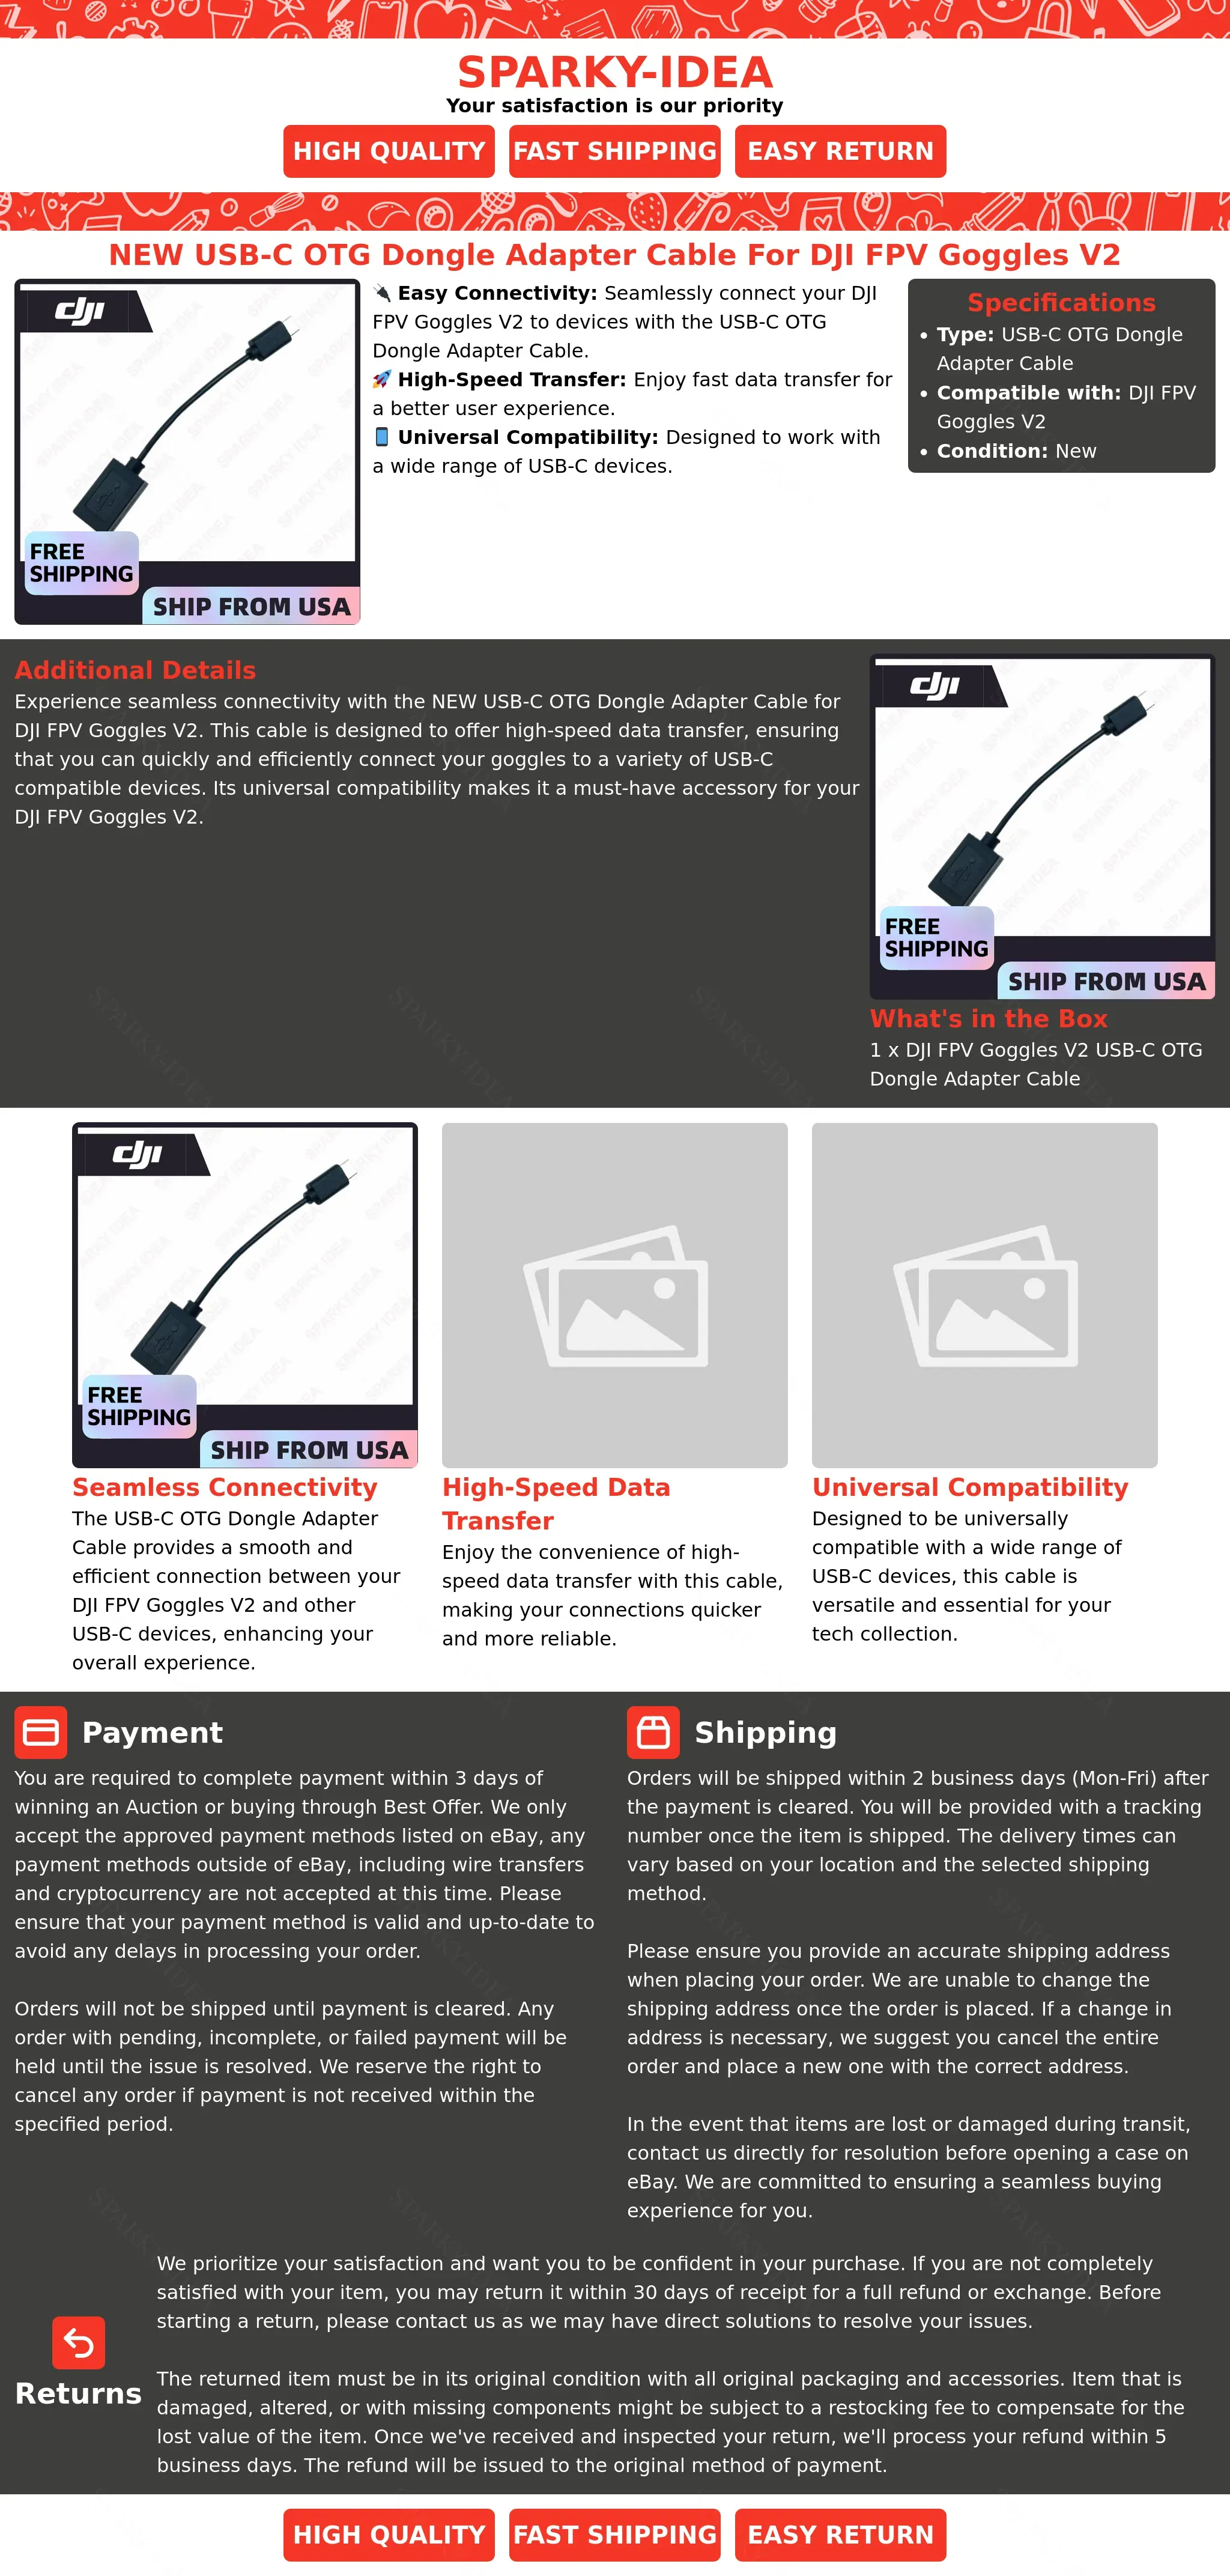 SPARKY-IDEA
Your satisfaction is our priority
HIGH QUALITY
FAST SHIPPING
EASY RETURN
NEW USB-C OTG Dongle Adapter Cable For DJI FPV Goggles V2
dji
FREE
SHIPPING
SHIP FROM USA
🔌 Easy Connectivity: Seamlessly connect your DJI
FPV Goggles V2 to devices with the USB-C OTG
Dongle Adapter Cable.
🚀 High-Speed Transfer: Enjoy fast data transfer for
a better user experience.
📱 Universal Compatibility: Designed to work with
a wide range of USB-C devices.
Specifications
• Type: USB-C OTG Dongle
Adapter Cable
• Compatible with: DJI FPV
Goggles V2
• Condition: New
Additional Details
Experience seamless connectivity with the NEW USB-C OTG Dongle Adapter Cable for
DJI FPV Goggles V2. This cable is designed to offer high-speed data transfer, ensuring
that you can quickly and efficiently connect your goggles to a variety of USB-C
compatible devices. Its universal compatibility makes it a must-have accessory for your
DJI FPV Goggles V2.
dji
FREE
SHIPPING
SHIP FROM USA
What's in the Box
1 x DJI FPV Goggles V2 USB-C OTG
Dongle Adapter Cable
dji
FREE
SHIPPING
SHIP FROM USA
Seamless Connectivity
The USB-C OTG Dongle Adapter
Cable provides a smooth and
efficient connection between your
DJI FPV Goggles V2 and other
USB-C devices, enhancing your
overall experience.
High-Speed Data
Transfer
Enjoy the convenience of high-
speed data transfer with this cable,
making your connections quicker
and more reliable.
Universal Compatibility
Designed to be universally
compatible with a wide range of
USB-C devices, this cable is
versatile and essential for your
tech collection.
Payment
You are required to complete payment within 3 days of
winning an Auction or buying through Best Offer. We only
accept the approved payment methods listed on eBay, any
payment methods outside of eBay, including wire transfers
and cryptocurrency are not accepted at this time. Please
ensure that your payment method is valid and up-to-date to
avoid any delays in processing your order.
Orders will not be shipped until payment is cleared. Any
order with pending, incomplete, or failed payment will be
held until the issue is resolved. We reserve the right to
cancel any order if payment is not received within the
specified period.
Shipping
Orders will be shipped within 2 business days (Mon-Fri) after
the payment is cleared. You will be provided with a tracking
number once the item is shipped. The delivery times can
vary based on your location and the selected shipping
method.
Please ensure you provide an accurate shipping address
when placing your order. We are unable to change the
shipping address once the order is placed. If a change in
address is necessary, we suggest you cancel the entire
order and place a new one with the correct address.
In the event that items are lost or damaged during transit,
contact us directly for resolution before opening a case on
eBay. We are committed to ensuring a seamless buying
experience for you.
Returns
We prioritize your satisfaction and want you to be confident in your purchase. If you are not completely
satisfied with your item, you may return it within 30 days of receipt for a full refund or exchange. Before
starting a return, please contact us as we may have direct solutions to resolve your issues.
The returned item must be in its original condition with all original packaging and accessories. Item that is
damaged, altered, or with missing components might be subject to a restocking fee to compensate for the
lost value of the item. Once we've received and inspected your return, we'll process your refund within 5
business days. The refund will be issued to the original method of payment.
HIGH QUALITY
FAST SHIPPING
EASY RETURN